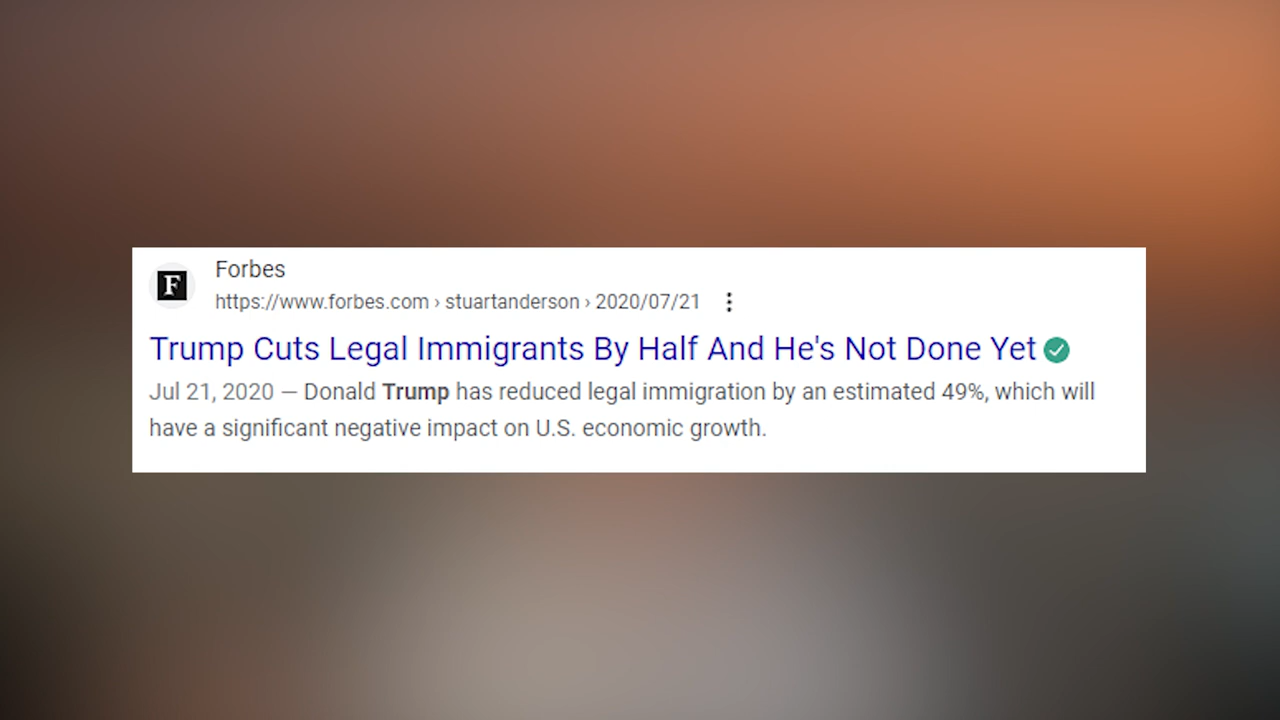 F
Forbes
https://www.forbes.com › stuartanderson › 2020/07/21
Trump Cuts Legal Immigrants By Half And He's Not Done Yet
Jul 21, 2020 — Donald Trump has reduced legal immigration by an estimated 49%, which will
have a significant negative impact on U.S. economic growth.